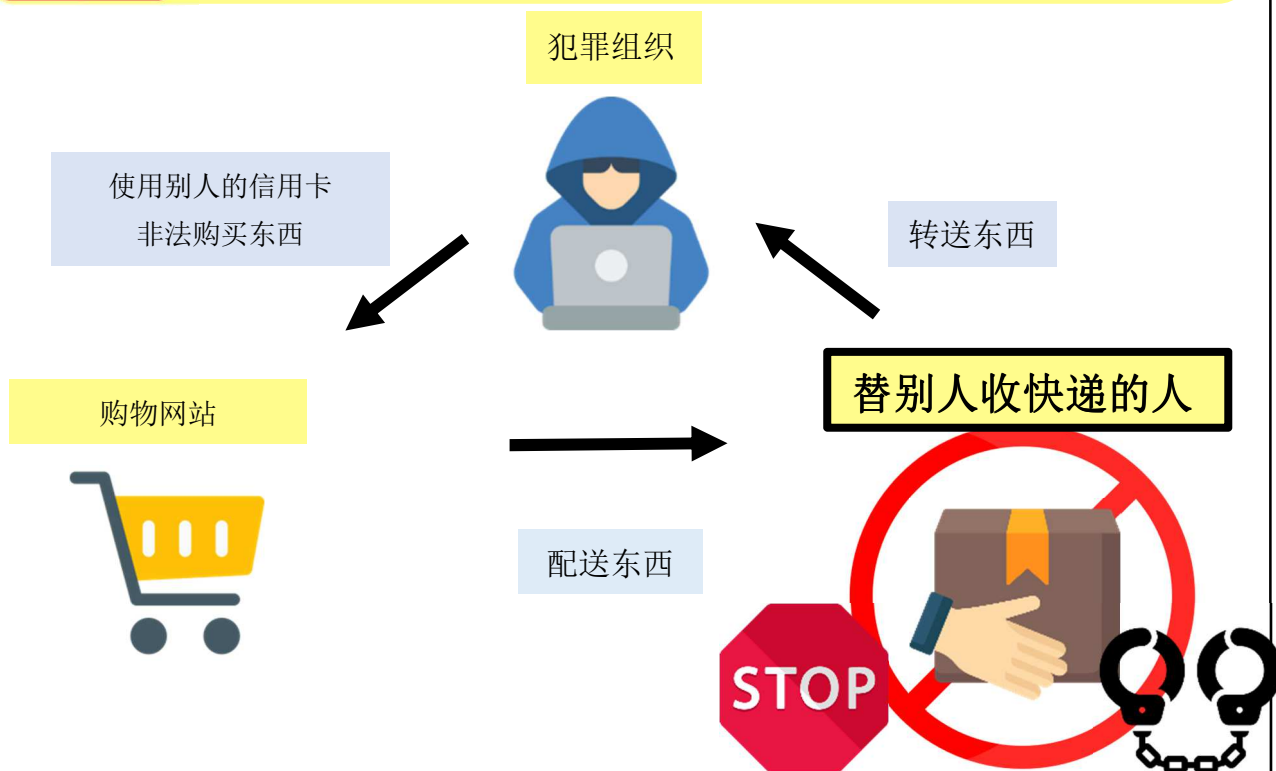 犯罪组织
使用别人的信用卡
非法购买东西
转送东西
替别人收快递的人
购物网站
配送东西
STOP